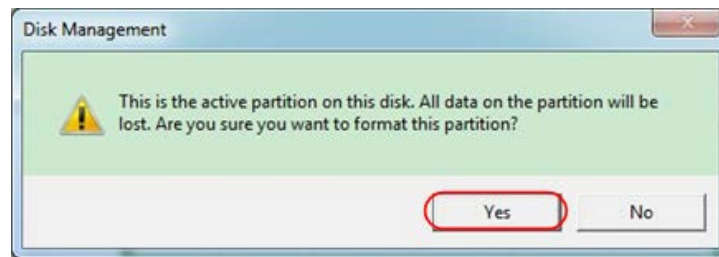 Disk Management
This is the active partition on this disk. All data on the partition will be
lost. Are you sure you want to format this partition?
Yes No